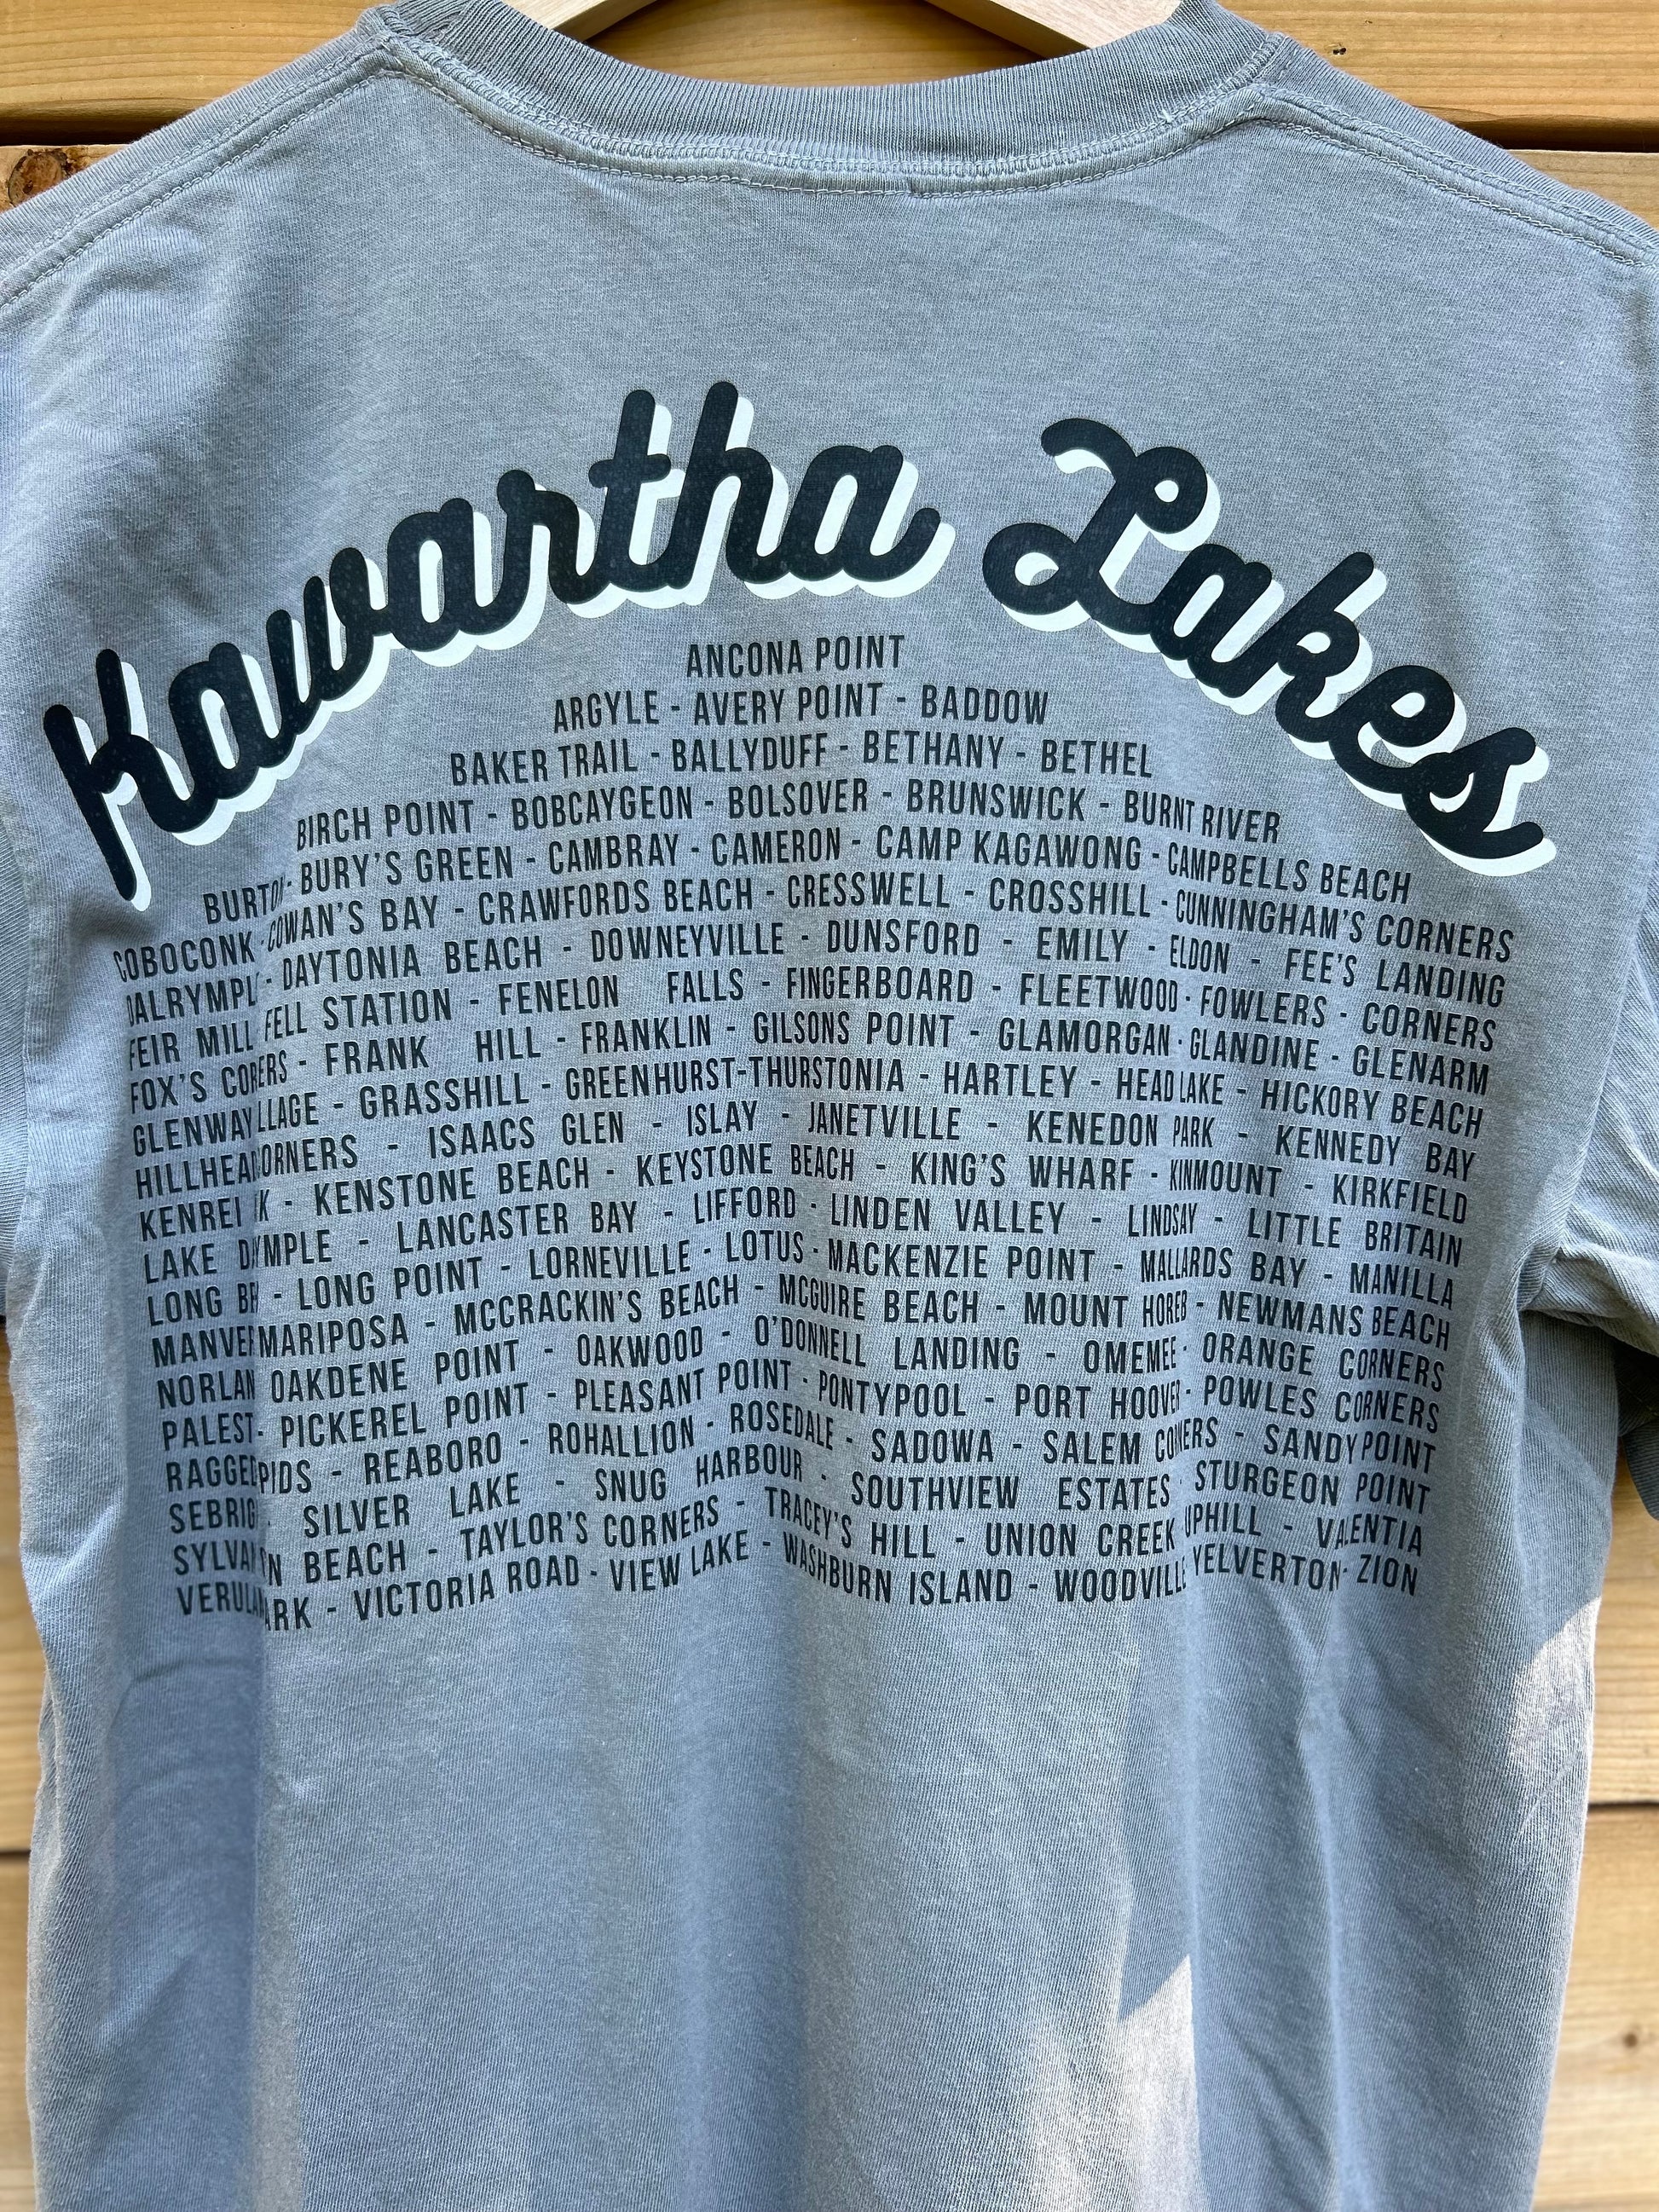 Kawartha Lakes
ANCONA POINT
ARGYLE - AVERY POINT - BADDOW
BAKER TRAIL - BALLYDUFF - BETHANY - BETHEL
BIRCH POINT - BOBCAYGEON - BOLSOVER - BRUNSWICK - BURNT RIVER
BURTON - BURY'S GREEN - CAMBRAY - CAMERON - CAMP KAGAWONG - CAMPBELLS BEACH
COBOCONK - COWAN'S BAY - CRAWFORDS BEACH - CRESSWELL - CROSSHILL - CUNNINGHAM'S CORNERS
- DAYTONIA BEACH - DOWNEYVILLE - DUNSFORD - EMILY - ELDON - FEE'S LANDING
FEIR MILL FELL STATION - FENELON FALLS - FINGERBOARD - FLEETWOOD - FOWLERS - CORNERS
FOX'S - FRANK HILL - FRANKLIN - GILSONS POINT - GLAMORGAN - GLANDINE - GLENARM
- GRASSHILL - GREENHURST-THURSTONIA - HARTLEY - HEAD LAKE - HICKORY BEACH
- ISAACS GLEN - ISLAY - JANETVILLE - KENEDON PARK - KENNEDY BAY
- KENSTONE BEACH - KEYSTONE BEACH - KING'S WHARF - KINMOUNT - KIRKFIELD
LAKE - LANCASTER BAY - LIFFORD - LINDEN VALLEY - LINDSAY - LITTLE BRITAIN
LONG - LONG POINT - LORNEVILLE - LOTUS - MACKENZIE POINT - MALLARDS BAY - MANILLA
MARIPOSA - MCCRACKIN'S BEACH - MCGUIRE BEACH - MOUNT HOREB - NEWMANS BEACH
OAKDENE POINT - OAKWOOD - O'DONNELL LANDING - OMEMEE - ORANGE CORNERS
- PICKEREL POINT - PLEASANT POINT - PONTYPOOL - PORT HOOVER - POWLES CORNERS
- REABORO - ROHALLION - ROSEDALE - SADOWA - SALEM CORNERS - SANDY POINT
SILVER LAKE - SNUG HARBOUR - SOUTHVIEW ESTATES STURGEON POINT
BEACH - TAYLOR'S CORNERS - TRACEY'S HILL - UNION CREEK UPHILL - VALENTIA
- VICTORIA ROAD - VIEW LAKE - WASHBURN ISLAND - WOODVILLE YELVERTON - ZION